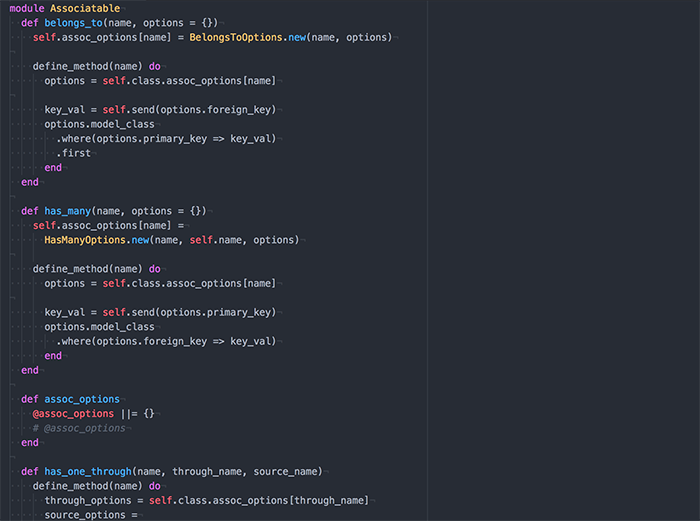 module Associatable
  def belongs_to(name, options = {})
    self.assoc_options[name] = BelongsToOptions.new(name, options)

    define_method(name) do
      options = self.class.assoc_options[name]

      key_val = self.send(options.foreign_key)
      options.model_class
        .where(options.primary_key => key_val)
        .first
      end
  end

  def has_many(name, options = {})
    self.assoc_options[name] =
      HasManyOptions.new(name, self.name, options)

    define_method(name) do
      options = self.class.assoc_options[name]

      key_val = self.send(options.primary_key)
      options.model_class
        .where(options.foreign_key => key_val)
      end
  end

  def assoc_options
    @assoc_options ||= {}
    # @assoc_options
  end

  def has_one_through(name, through_name, source_name)
    define_method(name) do
      through_options = self.class.assoc_options[through_name]
      source_options =